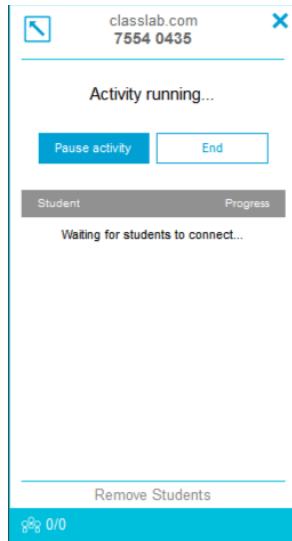 classlab.com
7554 0435
Activity running...
Pause activity End
Student Progress
Waiting for students to connect...
Remove Students
0/0